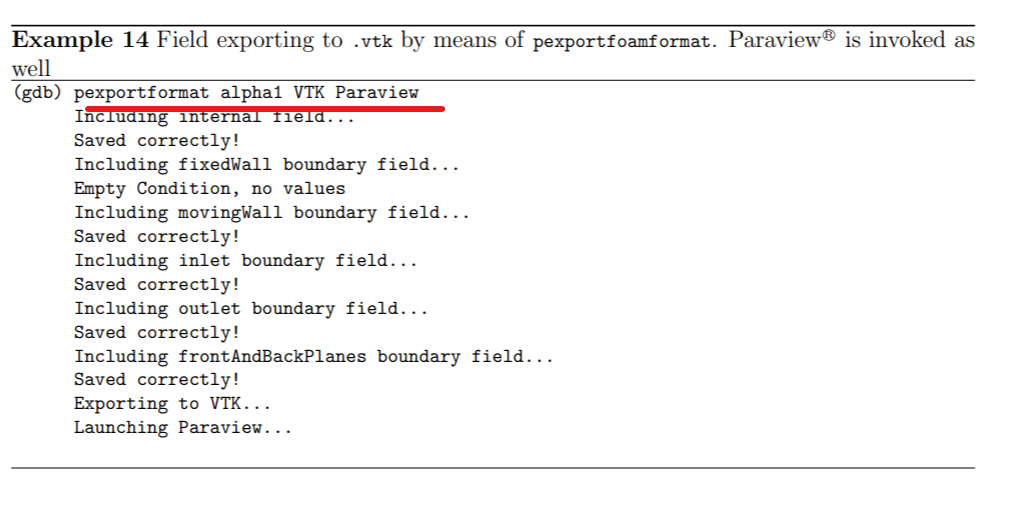 Example 14 Field exporting to .vtk by means of pexportfoamformat. Paraview® is invoked as
well
(gdb) pexportformat alpha1 VTK Paraview
Including internal field...
Saved correctly!
Including fixedWall boundary field...
Empty Condition, no values
Including movingWall boundary field...
Saved correctly!
Including inlet boundary field...
Saved correctly!
Including outlet boundary field...
Saved correctly!
Including frontAndBackPlanes boundary field...
Saved correctly!
Exporting to VTK...
Launching Paraview...